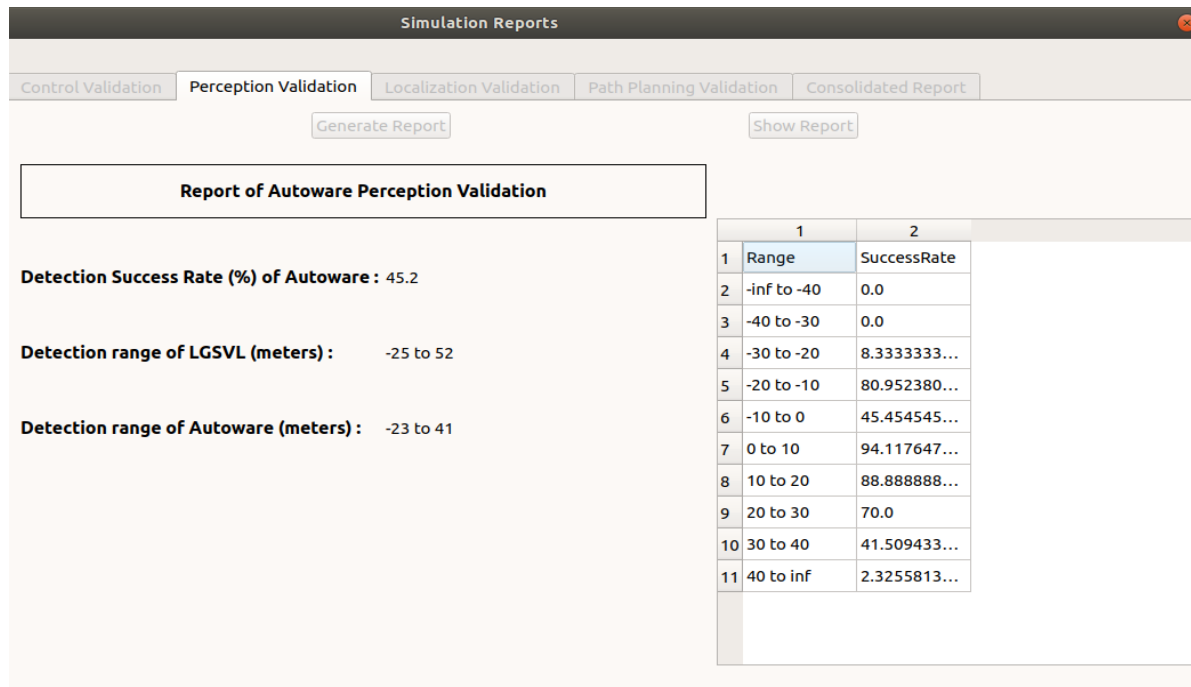 Simulation Reports
Control Validation Perception Validation Localization Validation Path Planning Validation Consolidated Report
Generate Report Show Report
Report of Autoware Perception Validation
Detection Success Rate (%) of Autoware : 45.2
Detection range of LGSVL (meters) : -25 to 52
Detection range of Autoware (meters) : -23 to 41
1 2
1 Range SuccessRate
2 -inf to -40 0.0
3 -40 to -30 0.0
4 -30 to -20 8.3333333...
5 -20 to -10 80.952380...
6 -10 to 0 45.454545...
7 0 to 10 94.117647...
8 10 to 20 88.888888...
9 20 to 30 70.0
10 30 to 40 41.509433...
11 40 to inf 2.3255813...